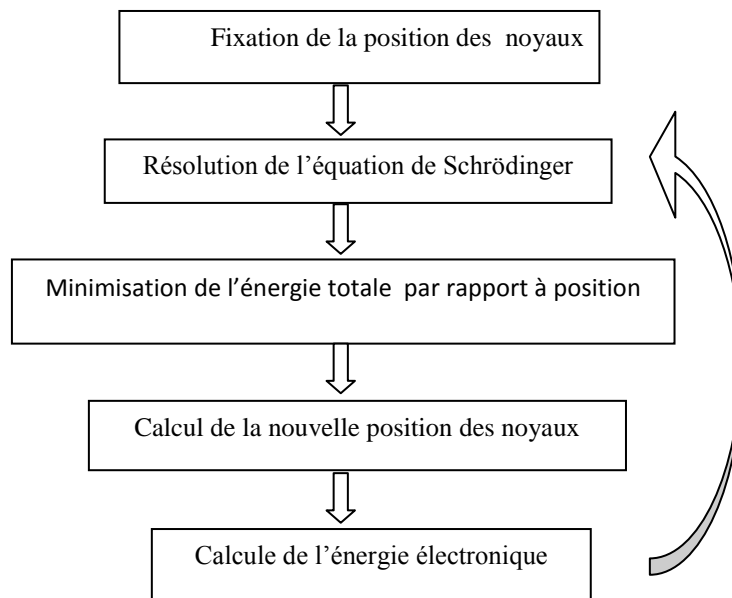 Fixation de la position des noyaux
Résolution de l’équation de Schrödinger
Minimisation de l’énergie totale par rapport à position
Calcul de la nouvelle position des noyaux
Calcule de l’énergie électronique